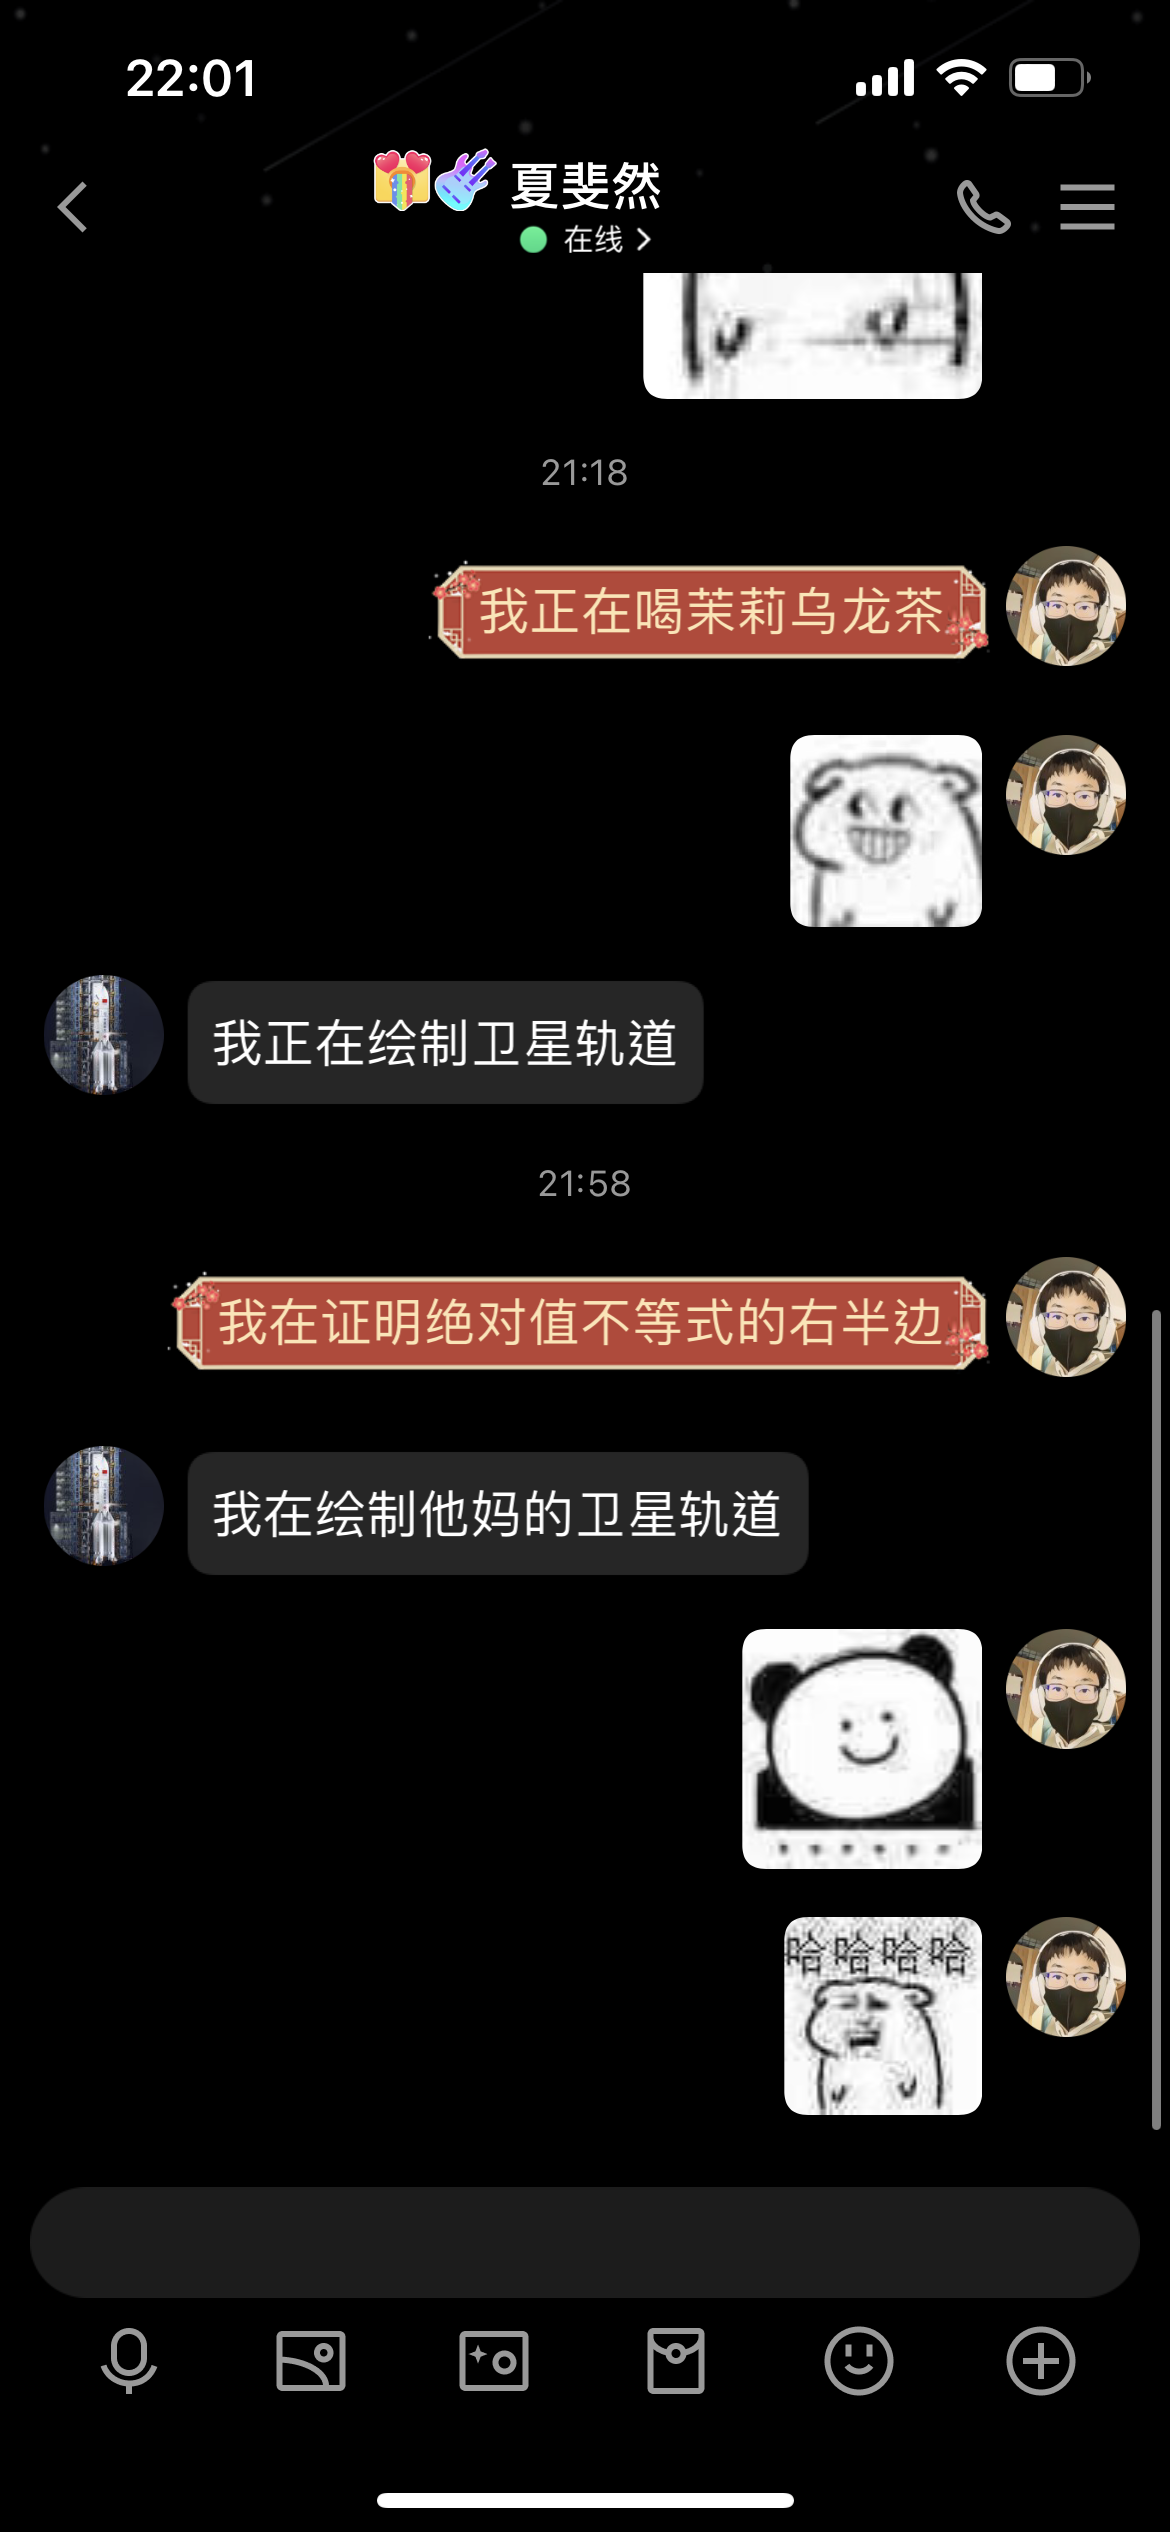 22:01
夏斐然
在线
21:18
我正在喝茉莉乌龙茶
我正在绘制卫星轨道
21:58
我在证明绝对值不等式的右半边
我在绘制他妈的卫星轨道
哈哈哈哈